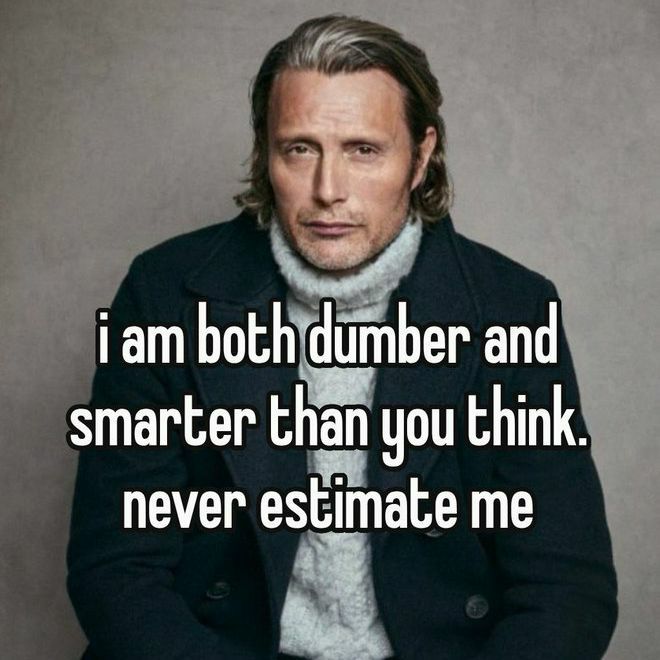 i am both dumber and
smarter than you think.
never estimate me